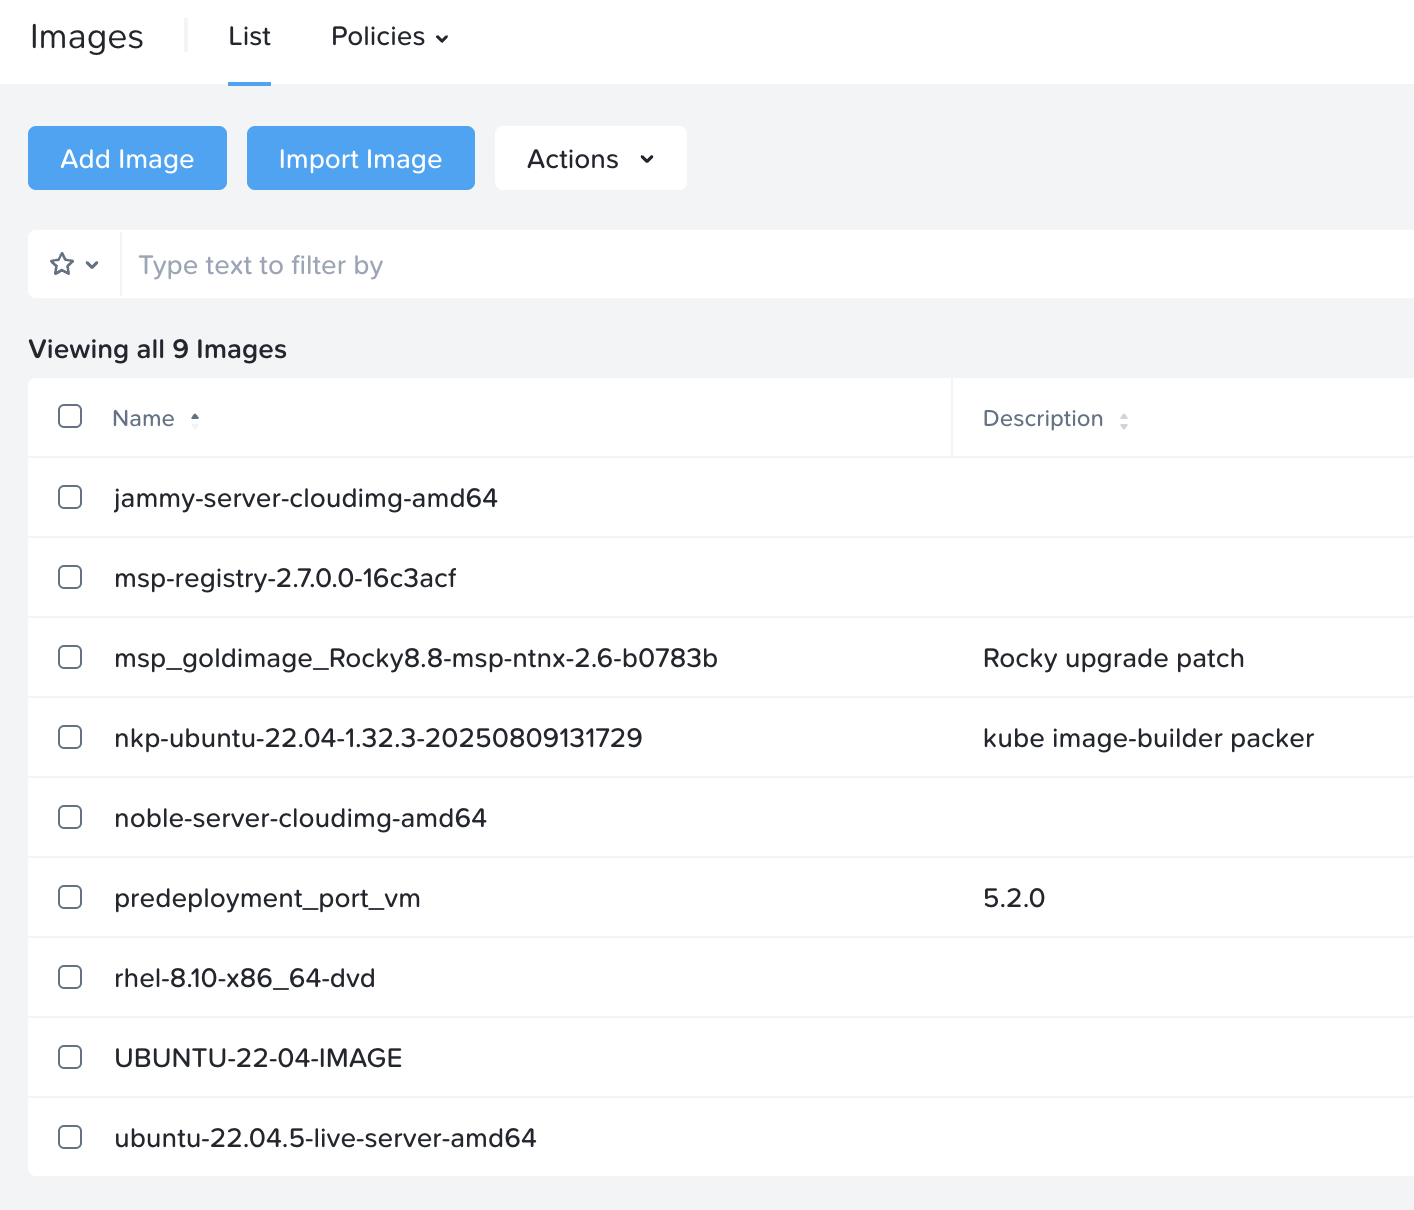 Images List Policies
Add Image Import Image Actions
Type text to filter by
Viewing all 9 Images
Name Description
jammy-server-cloudimg-amd64
msp-registry-2.7.0.0-16c3acf
msp_goldimage_Rocky8.8-msp-ntnx-2.6-b0783b Rocky upgrade patch
nkp-ubuntu-22.04-1.32.3-20250809131729 kube image-builder packer
noble-server-cloudimg-amd64
predeployment_port_vm 5.2.0
rhel-8.10-x86_64-dvd
UBUNTU-22-04-IMAGE
ubuntu-22.04.5-live-server-amd64